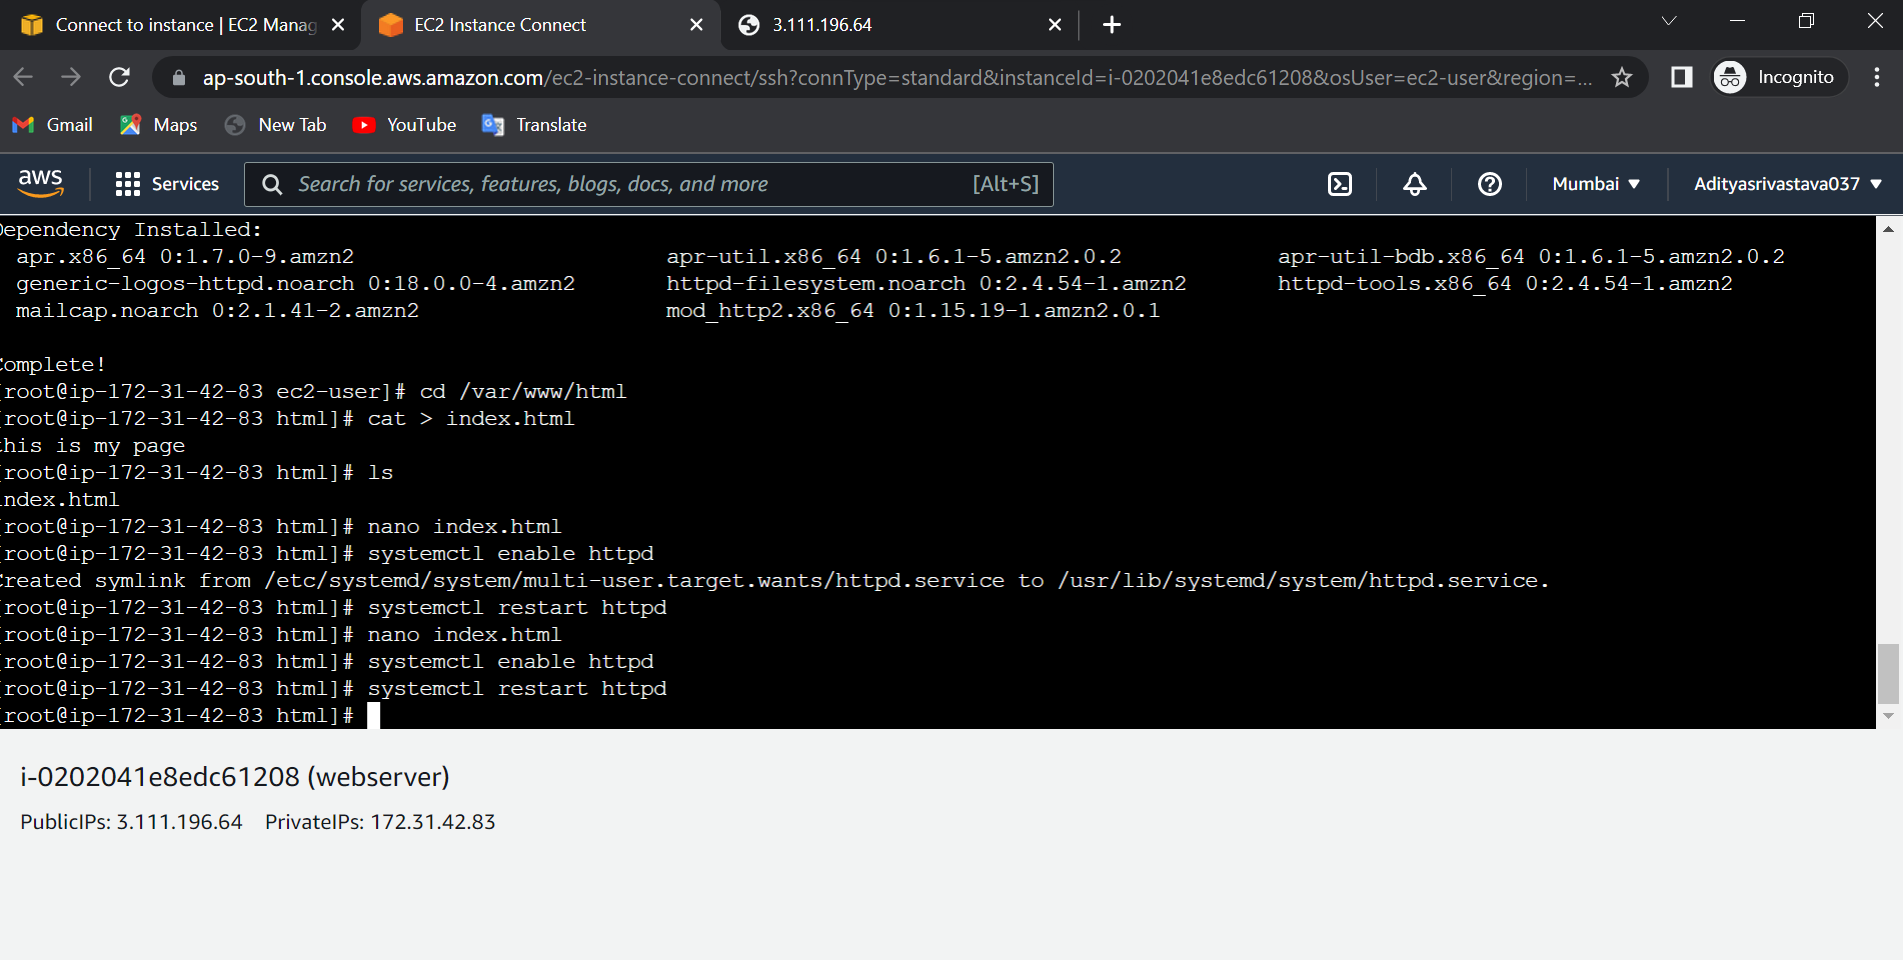 Connect to instance | EC2 Manag
EC2 Instance Connect
3.111.196.64
ap-south-1.console.aws.amazon.com/ec2-instance-connect/ssh?connType=standard&instanceId=i-0202041e8edc61208&osUser=ec2-user&region=...
Incognito
Gmail
Maps
New Tab
YouTube
Translate
aws
Services
Search for services, features, blogs, docs, and more
[Alt+S]
Mumbai
Adityasrivastava037
Dependency Installed:
apr.x86_64 0:1.7.0-9.amzn2 apr-util.x86_64 0:1.6.1-5.amzn2.0.2 apr-util-bdb.x86_64 0:1.6.1-5.amzn2.0.2
generic-logos-httpd.noarch 0:18.0.0-4.amzn2 httpd-filesystem.noarch 0:2.4.54-1.amzn2 httpd-tools.x86_64 0:2.4.54-1.amzn2
mailcap.noarch 0:2.1.41-2.amzn2 mod_http2.x86_64 0:1.15.19-1.amzn2.0.1
Complete!
[root@ip-172-31-42-83 ec2-user]# cd /var/www/html
[root@ip-172-31-42-83 html]# cat > index.html
this is my page
[root@ip-172-31-42-83 html]# ls
index.html
[root@ip-172-31-42-83 html]# nano index.html
[root@ip-172-31-42-83 html]# systemctl enable httpd
Created symlink from /etc/systemd/system/multi-user.target.wants/httpd.service to /usr/lib/systemd/system/httpd.service.
[root@ip-172-31-42-83 html]# systemctl restart httpd
[root@ip-172-31-42-83 html]# nano index.html
[root@ip-172-31-42-83 html]# systemctl enable httpd
[root@ip-172-31-42-83 html]# systemctl restart httpd
[root@ip-172-31-42-83 html]#
i-0202041e8edc61208 (webserver)
PublicIPs: 3.111.196.64 PrivateIPs: 172.31.42.83